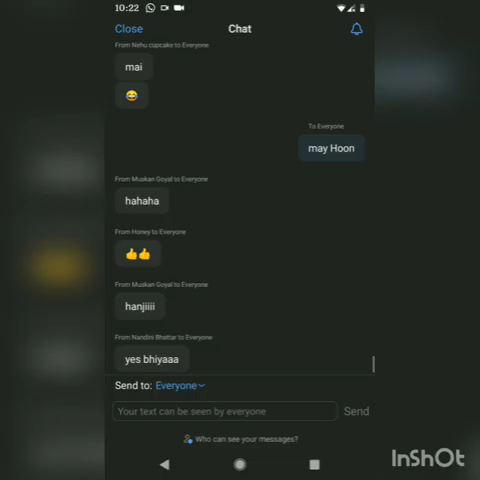 10:22
Close Chat
From Nehu cupcake to Everyone
mai
😂
To Everyone
may Hoon
From Muskan Goyal to Everyone
hahaha
From Honey to Everyone
👍👍
From Muskan Goyal to Everyone
hanjiiii
From Nandini Bhattar to Everyone
yes bhiyaaa
Send to: Everyone
Your text can be seen by everyone Send
Who can see your messages?
InShOt